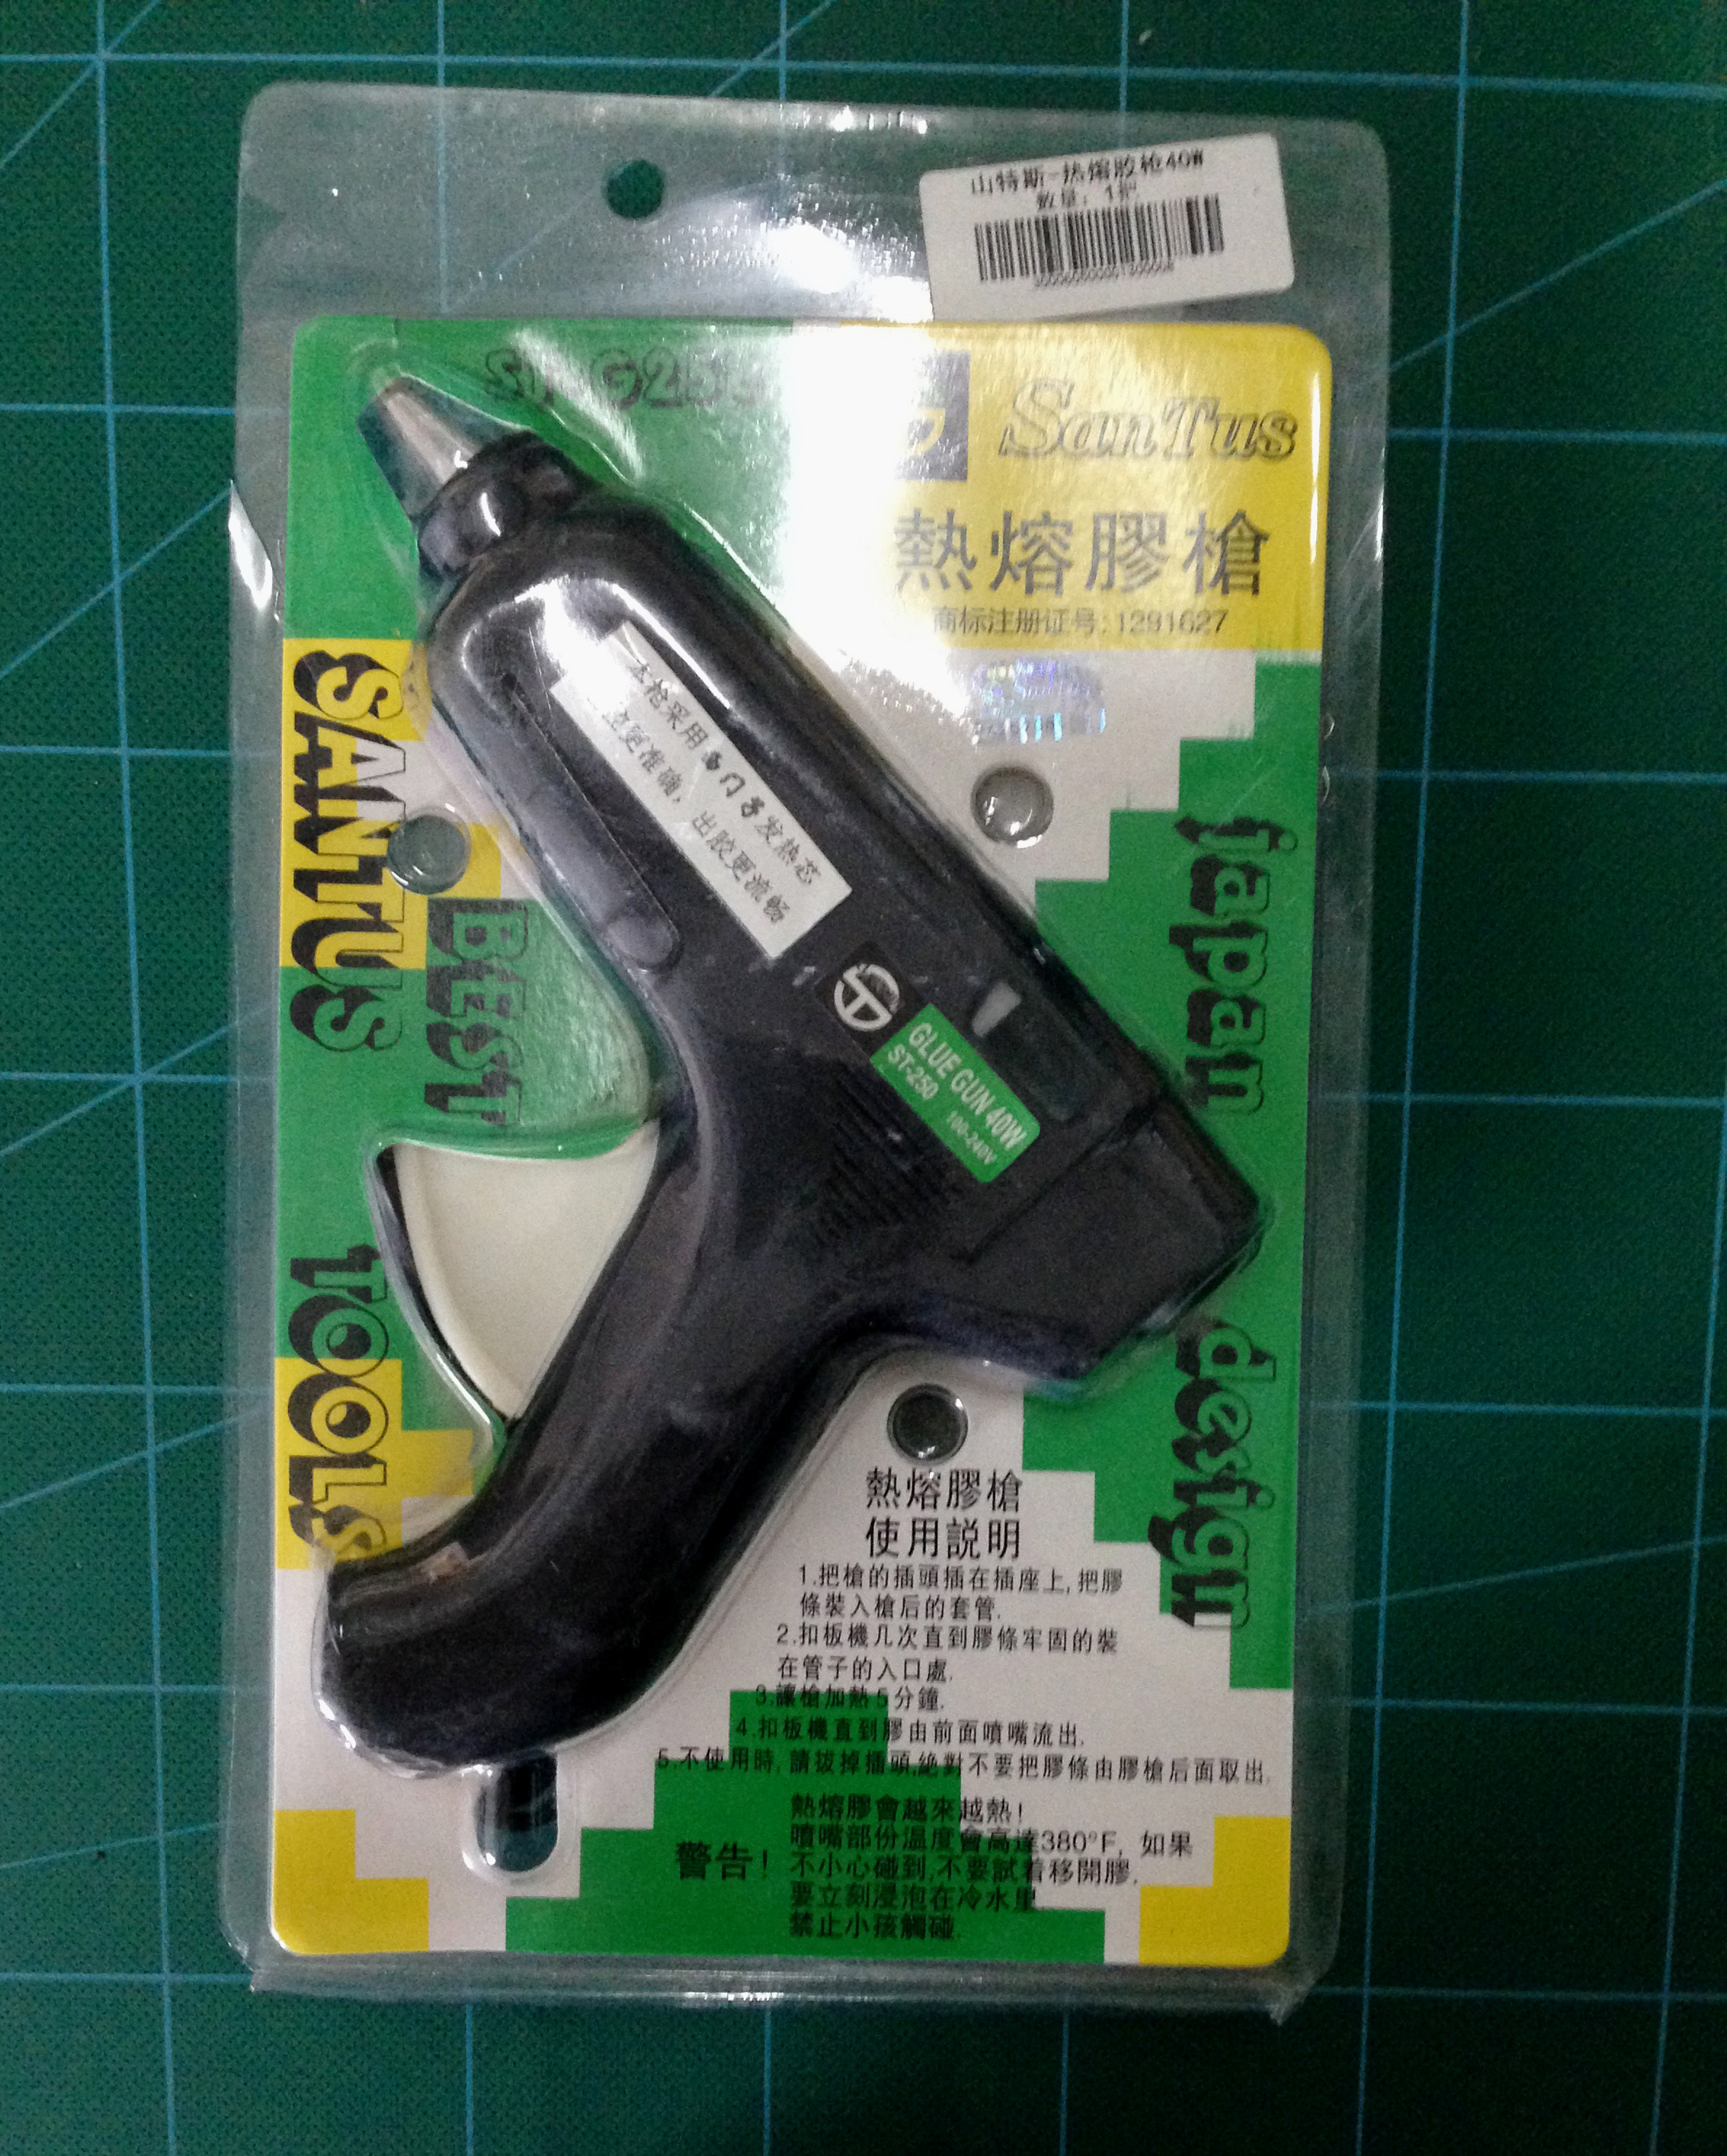 山特斯-热熔胶枪40W
数量: 1把
SanTus
熱熔膠槍
商标注册证号: 1291627
SANTUS
BEST
TOOLS
本枪采用西门子发热芯
更准确, 出胶更流畅
GLUE GUN 40W
ST-250 100-240V
japan
design
熱熔膠槍
使用説明
1.把槍的插頭插在插座上,把膠
條裝入槍后的套管.
2.扣板機几次直到膠條牢固的裝
在管子的入口處.
3.讓槍加熱5分鐘.
4.扣板機直到膠由前面噴嘴流出.
5.不使用時,請拔掉插頭,絶對不要把膠條由膠槍后面取出.
警告!
熱熔膠會越來越熱!
噴嘴部份温度會高達380°F, 如果
不小心碰到,不要試着移開膠,
要立刻浸泡在冷水里
禁止小孩觸碰.